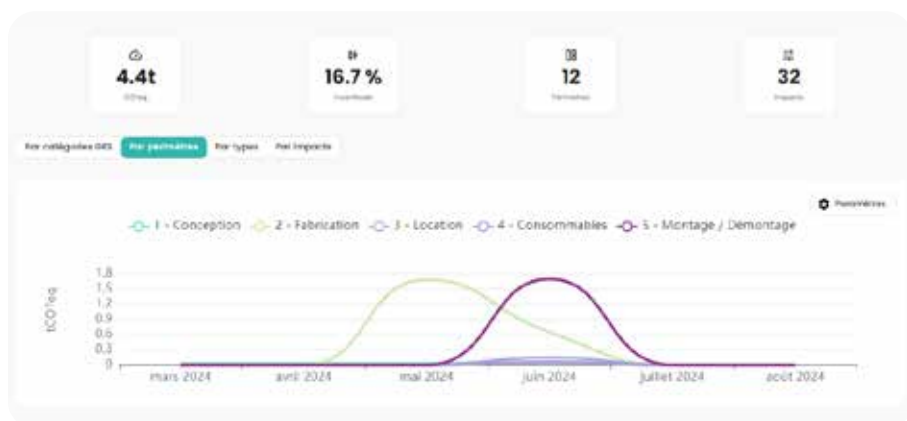 4.4t
16.7 %
12
32
Par catégories GES Par périmètres Par types Par impacts
Paramètres
1 - Conception 2 - Fabrication 3 - Location 4 - Consommables 5 - Montage / Démontage
tCO²eq
1.8
1.5
1.2
0.9
0.6
0.3
0
mars 2024 avril 2024 mai 2024 juin 2024 juillet 2024 août 2024